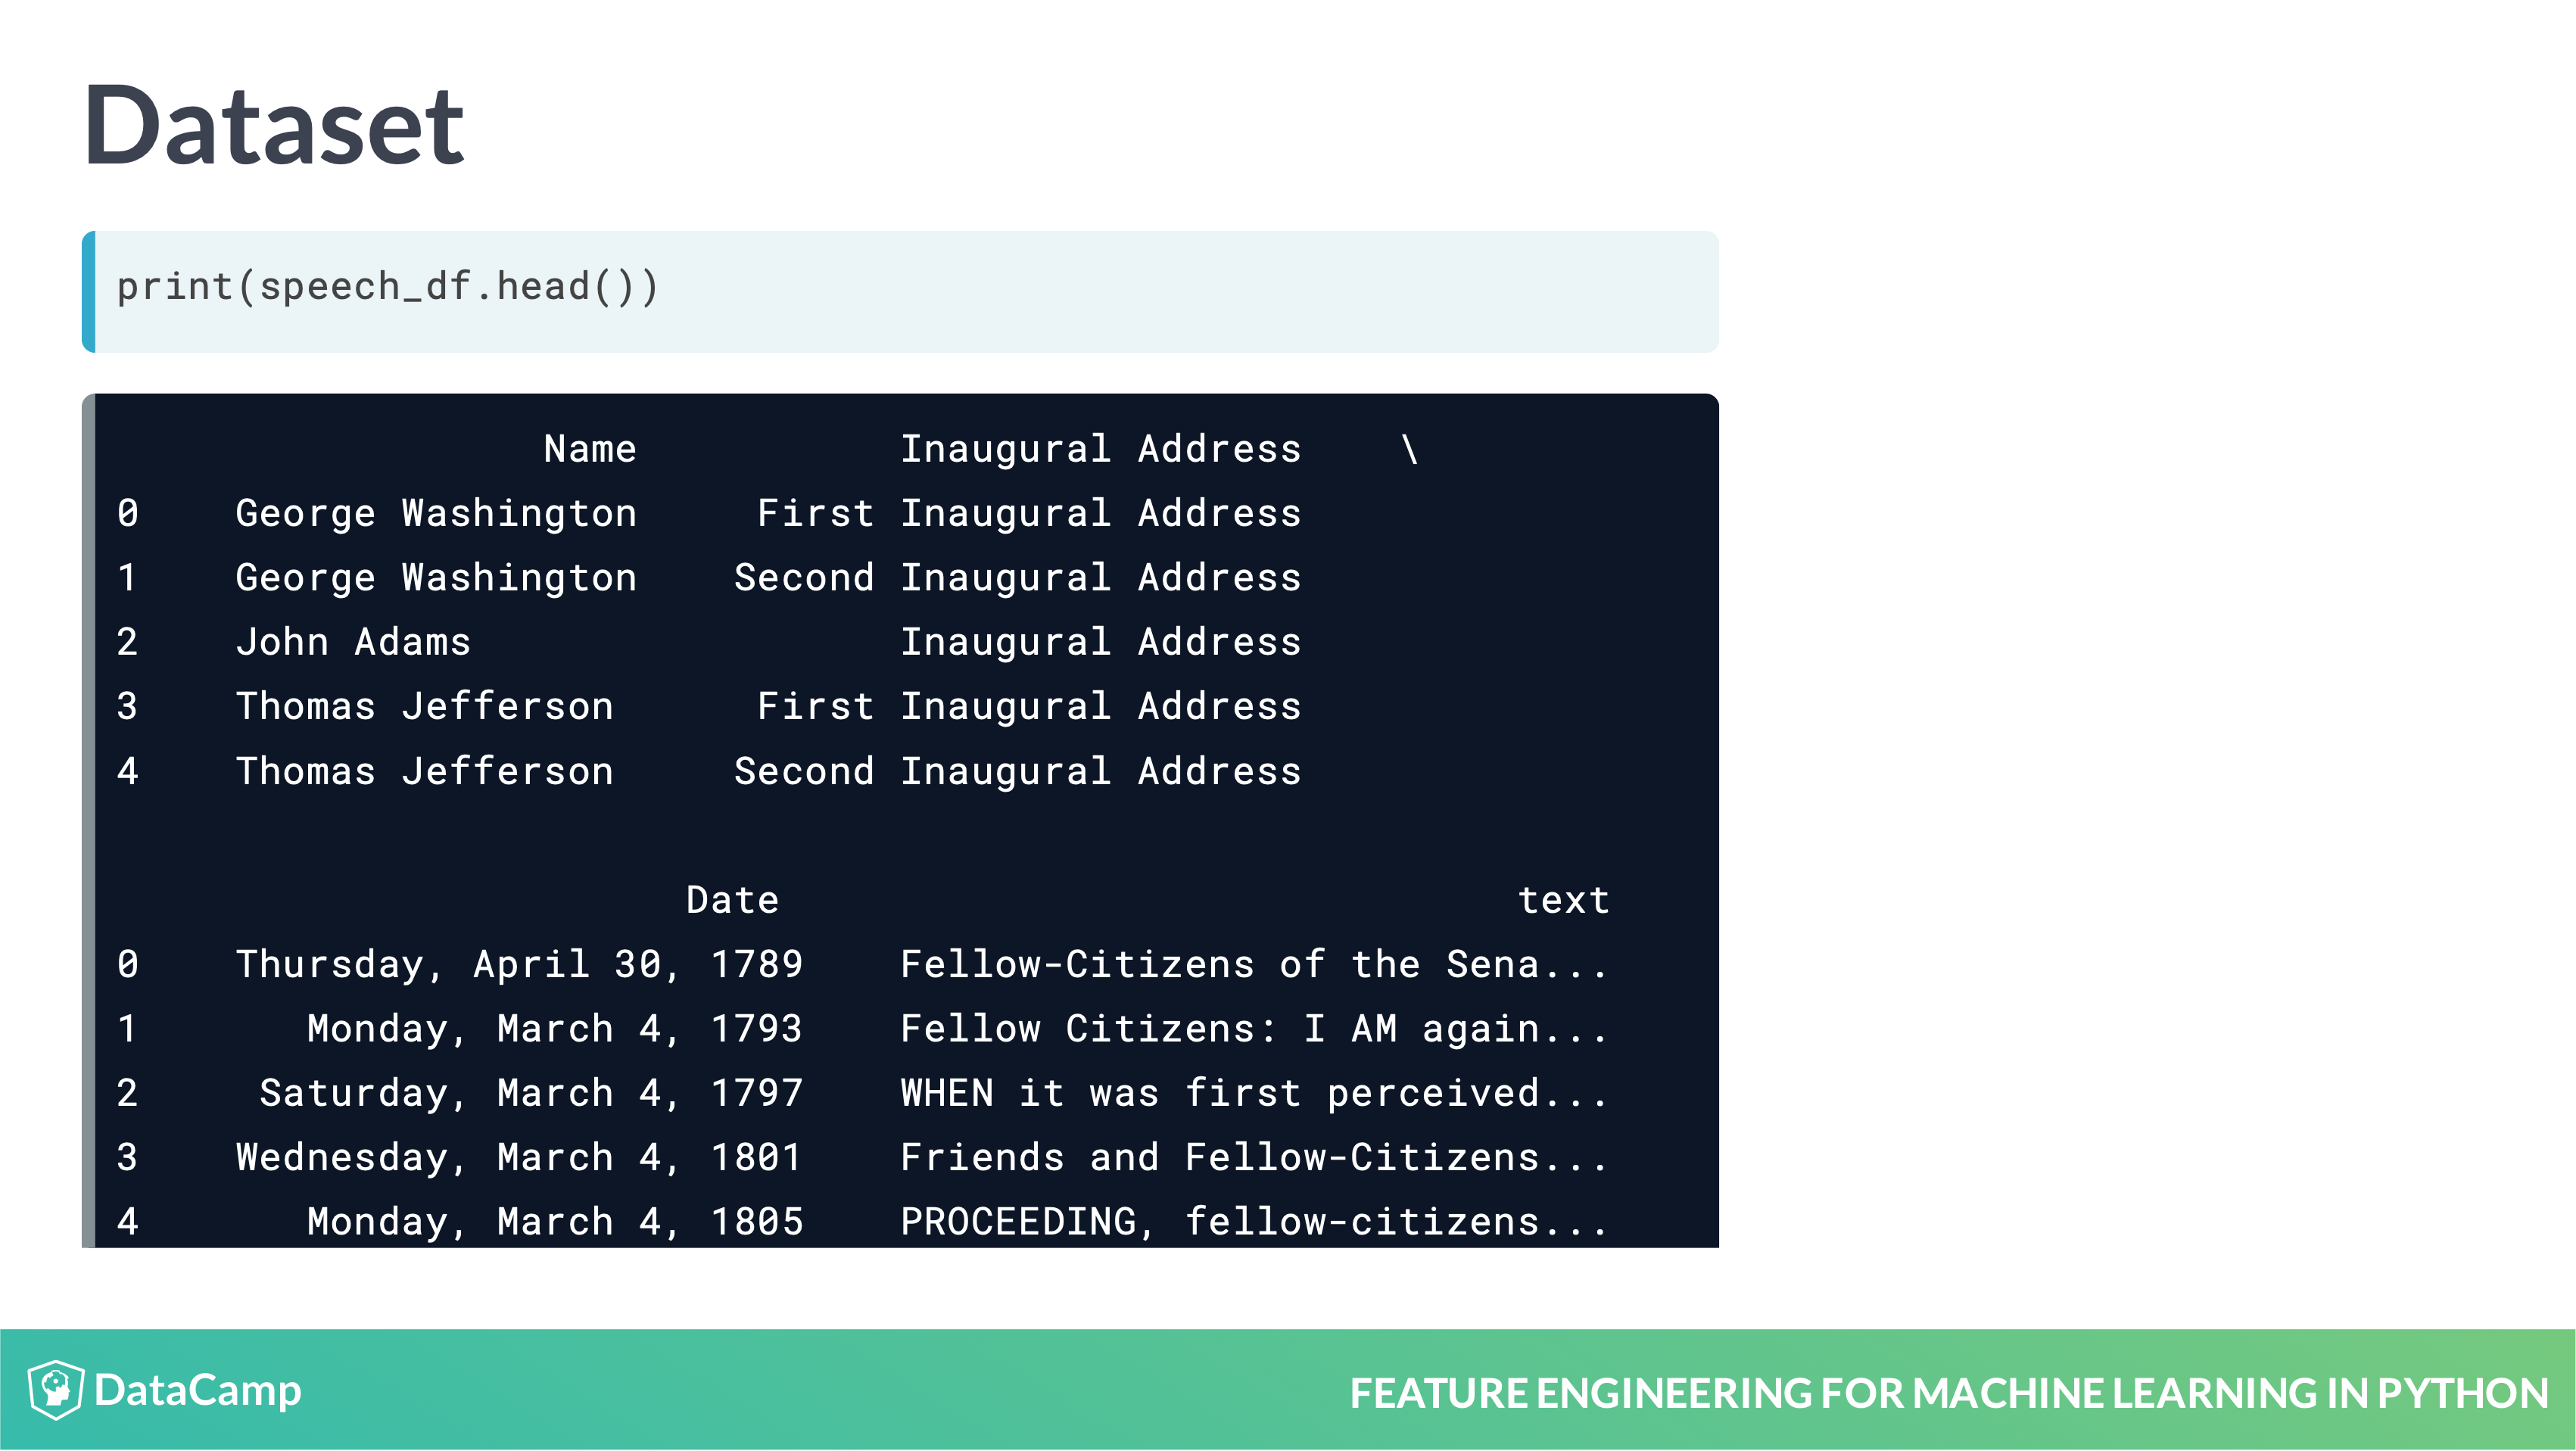 Dataset
print(speech_df.head())
Name Inaugural Address \
0 George Washington First Inaugural Address
1 George Washington Second Inaugural Address
2 John Adams Inaugural Address
3 Thomas Jefferson First Inaugural Address
4 Thomas Jefferson Second Inaugural Address
Date text
0 Thursday, April 30, 1789 Fellow-Citizens of the Sena...
1 Monday, March 4, 1793 Fellow Citizens: I AM again...
2 Saturday, March 4, 1797 WHEN it was first perceived...
3 Wednesday, March 4, 1801 Friends and Fellow-Citizens...
4 Monday, March 4, 1805 PROCEEDING, fellow-citizens...
DataCamp
FEATURE ENGINEERING FOR MACHINE LEARNING IN PYTHON